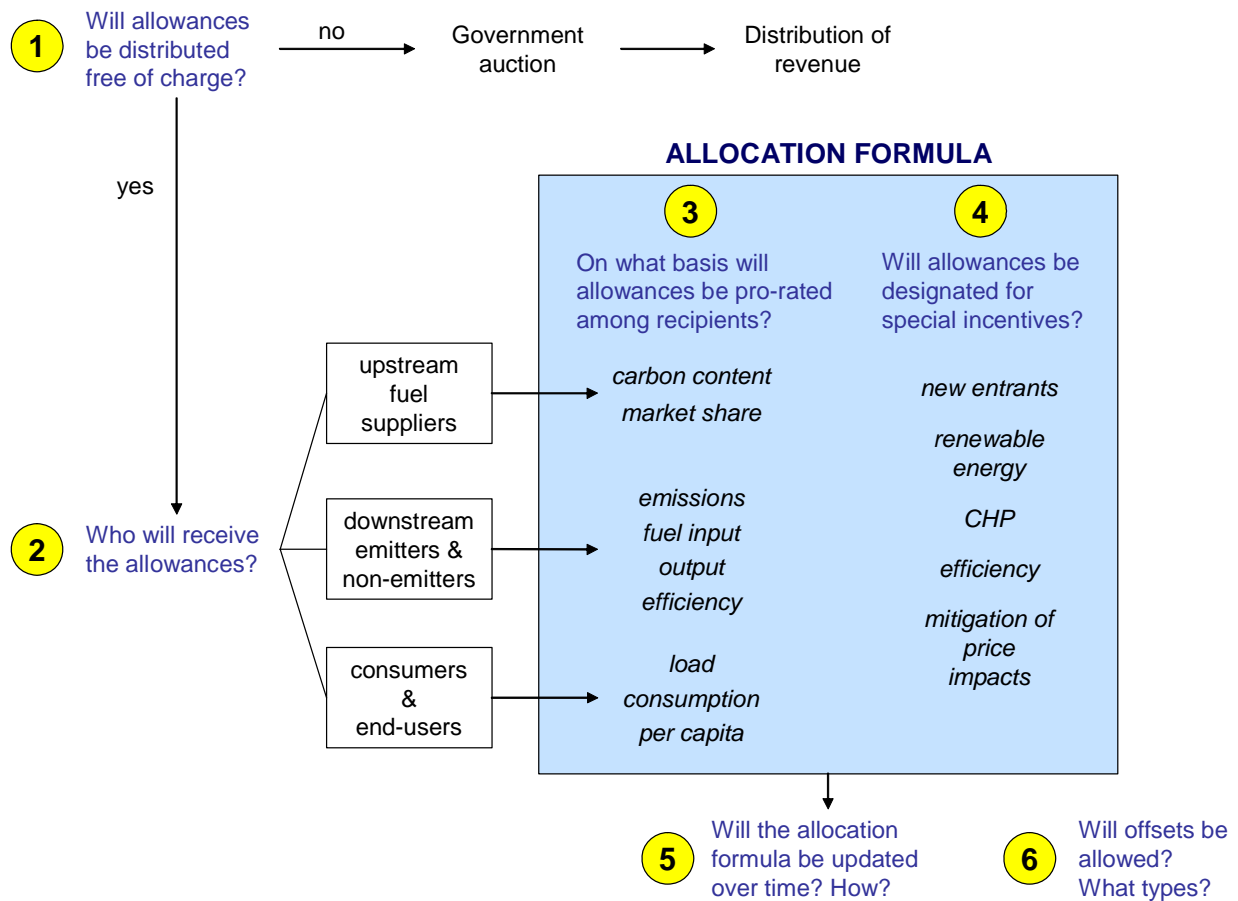 1
Will allowances
be distributed
free of charge?
no
Government
auction
Distribution of
revenue
yes
ALLOCATION FORMULA
3
On what basis will
allowances be pro-rated
among recipients?
4
Will allowances be
designated for
special incentives?
2
Who will receive
the allowances?
upstream
fuel
suppliers
carbon content
market share
downstream
emitters &
non-emitters
emissions
fuel input
output
efficiency
consumers
&
end-users
load
consumption
per capita
new entrants
renewable
energy
CHP
efficiency
mitigation of
price
impacts
5
Will the allocation
formula be updated
over time? How?
6
Will offsets be
allowed?
What types?